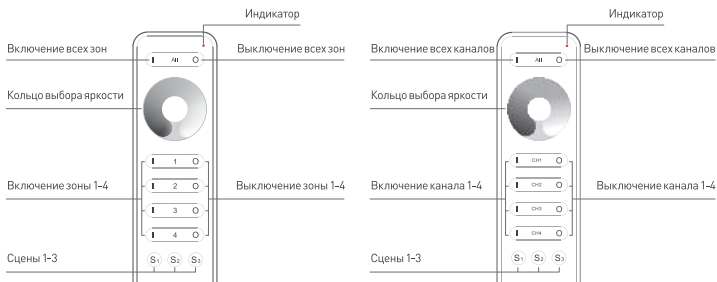 Индикатор
Включение всех зон
I All O
Выключение всех зон
Кольцо выбора яркости
I 1 O
I 2 O
Включение зоны 1-4
Выключение зоны 1-4
I 3 O
I 4 O
Сцены 1-3
S1 S2 S3
Индикатор
Включение всех каналов
I All O
Выключение всех каналов
Кольцо выбора яркости
I CH1 O
I CH2 O
Включение канала 1-4
Выключение канала 1-4
I CH3 O
I CH4 O
Сцены 1-3
S1 S2 S3